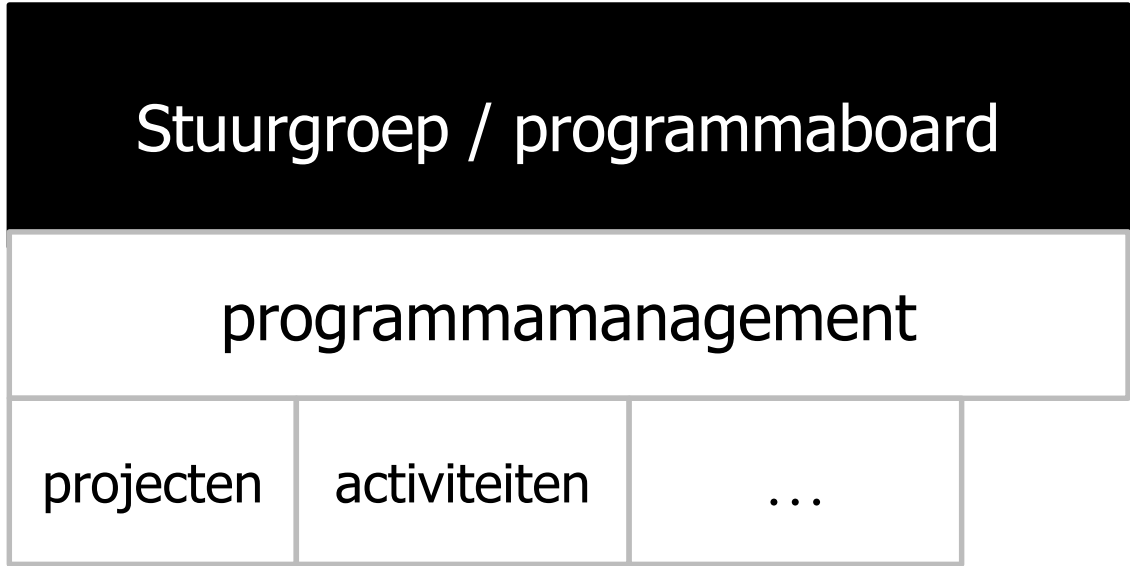 Stuurgroep / programmaboard
programmamanagement
projecten
activiteiten
...